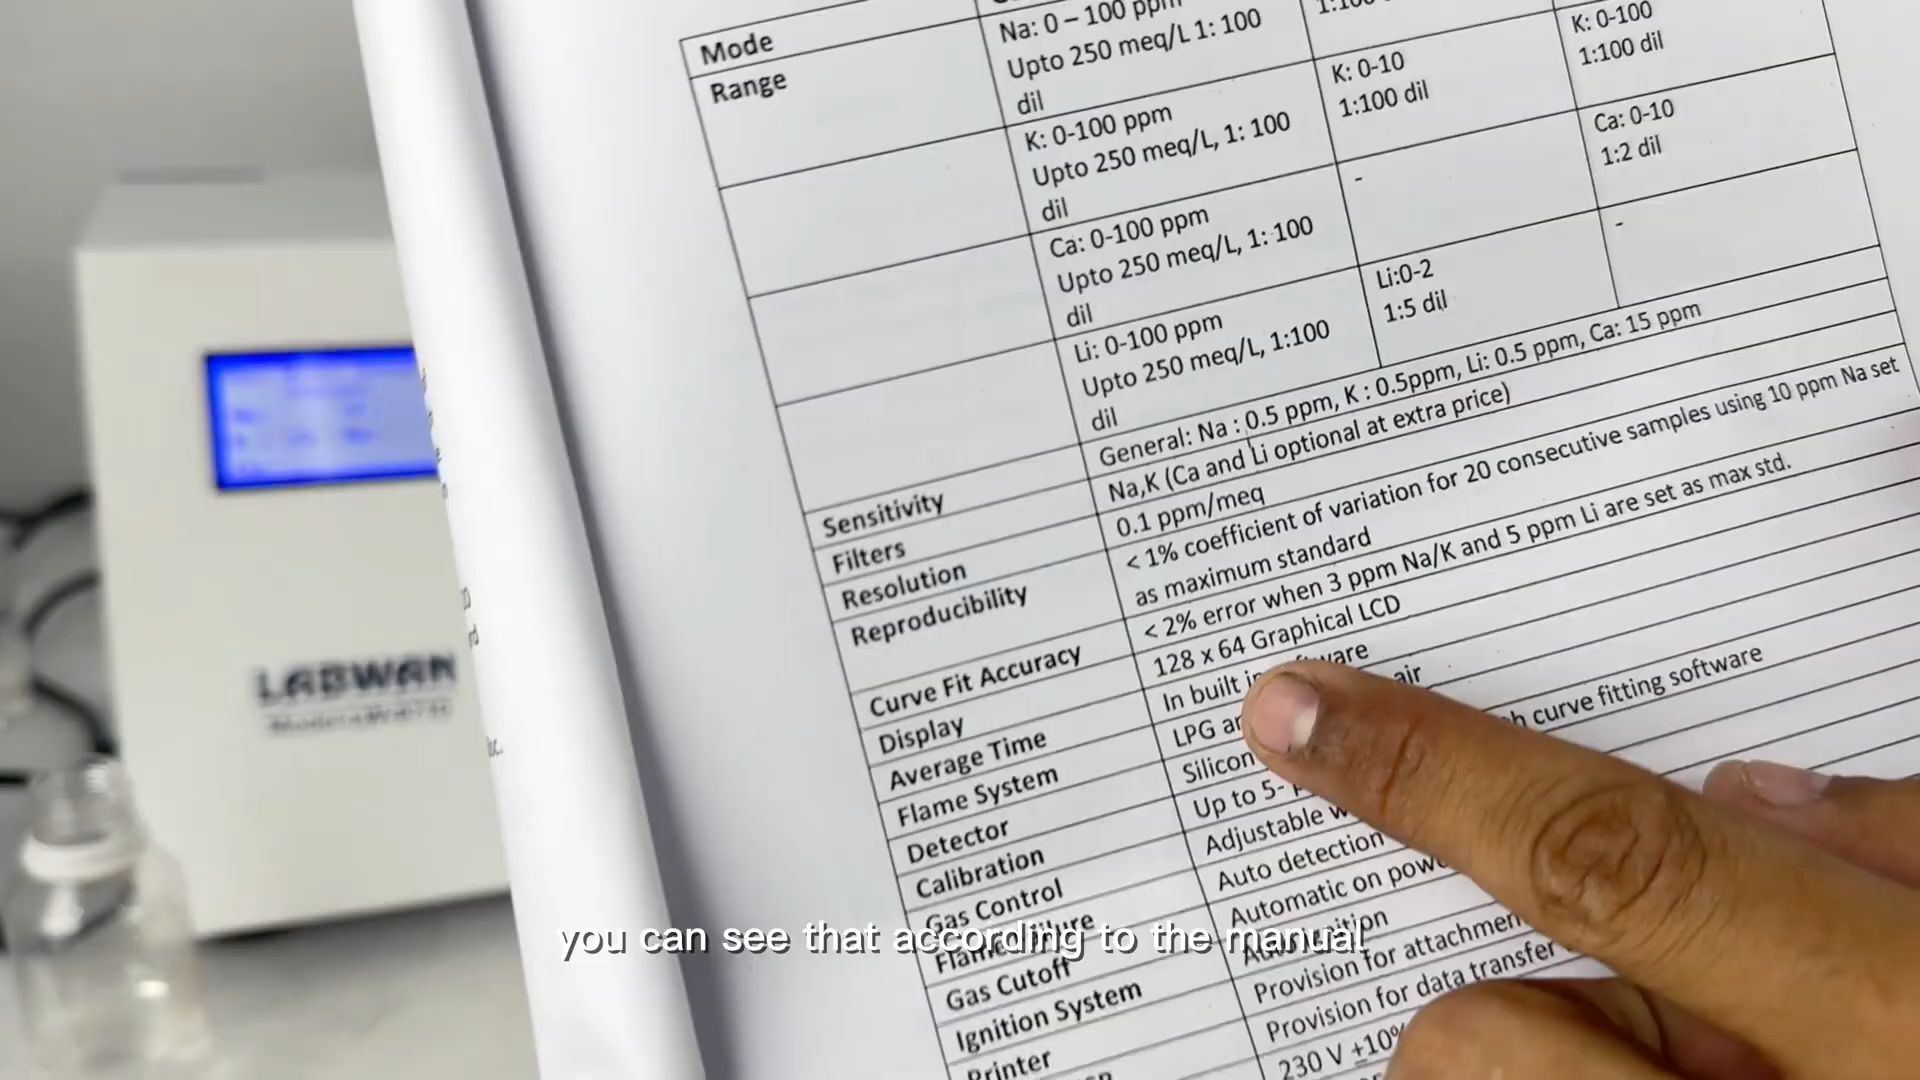 Mode
Na: 0 – 100 ppm
Upto 250 meq/L 1: 100
dil
K: 0-100
1:100 dil
Range
K: 0-100 ppm
Upto 250 meq/L, 1: 100
dil
K: 0-10
1:100 dil
Ca: 0-10
1:2 dil
Ca: 0-100 ppm
Upto 250 meq/L, 1: 100
dil
-
-
Li: 0-100 ppm
Upto 250 meq/L, 1:100
dil
Li:0-2
1:5 dil
Sensitivity
General: Na : 0.5 ppm, K : 0.5ppm, Li: 0.5 ppm, Ca: 15 ppm
Filters
Na,K (Ca and Li optional at extra price)
Resolution
0.1 ppm/meq
Reproducibility
< 1% coefficient of variation for 20 consecutive samples using 10 ppm Na set
as maximum standard
Curve Fit Accuracy
< 2% error when 3 ppm Na/K and 5 ppm Li are set as max std.
Display
128 x 64 Graphical LCD
Average Time
In built
Flame System
LPG air
Detector
Silicon
Calibration
Up to 5- curve fitting software
Gas Control
Adjustable
Auto detection
Gas Cutoff
Automatic on
Ignition System
Printer
Provision for
Provision for data transfer
230 V +10%
LABWAN
you can see that according to the manual